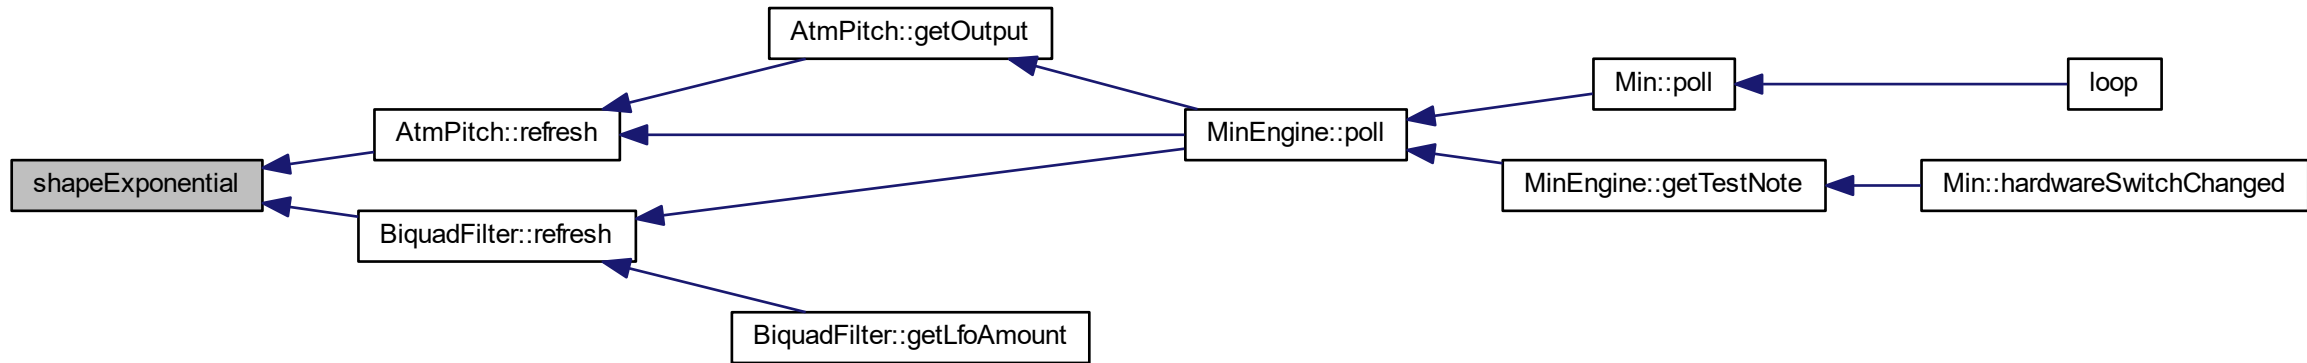 AtmPitch::getOutput
Min::poll
loop
AtmPitch::refresh
MinEngine::poll
shapeExponential
MinEngine::getTestNote
Min::hardwareSwitchChanged
BiquadFilter::refresh
BiquadFilter::getLfoAmount